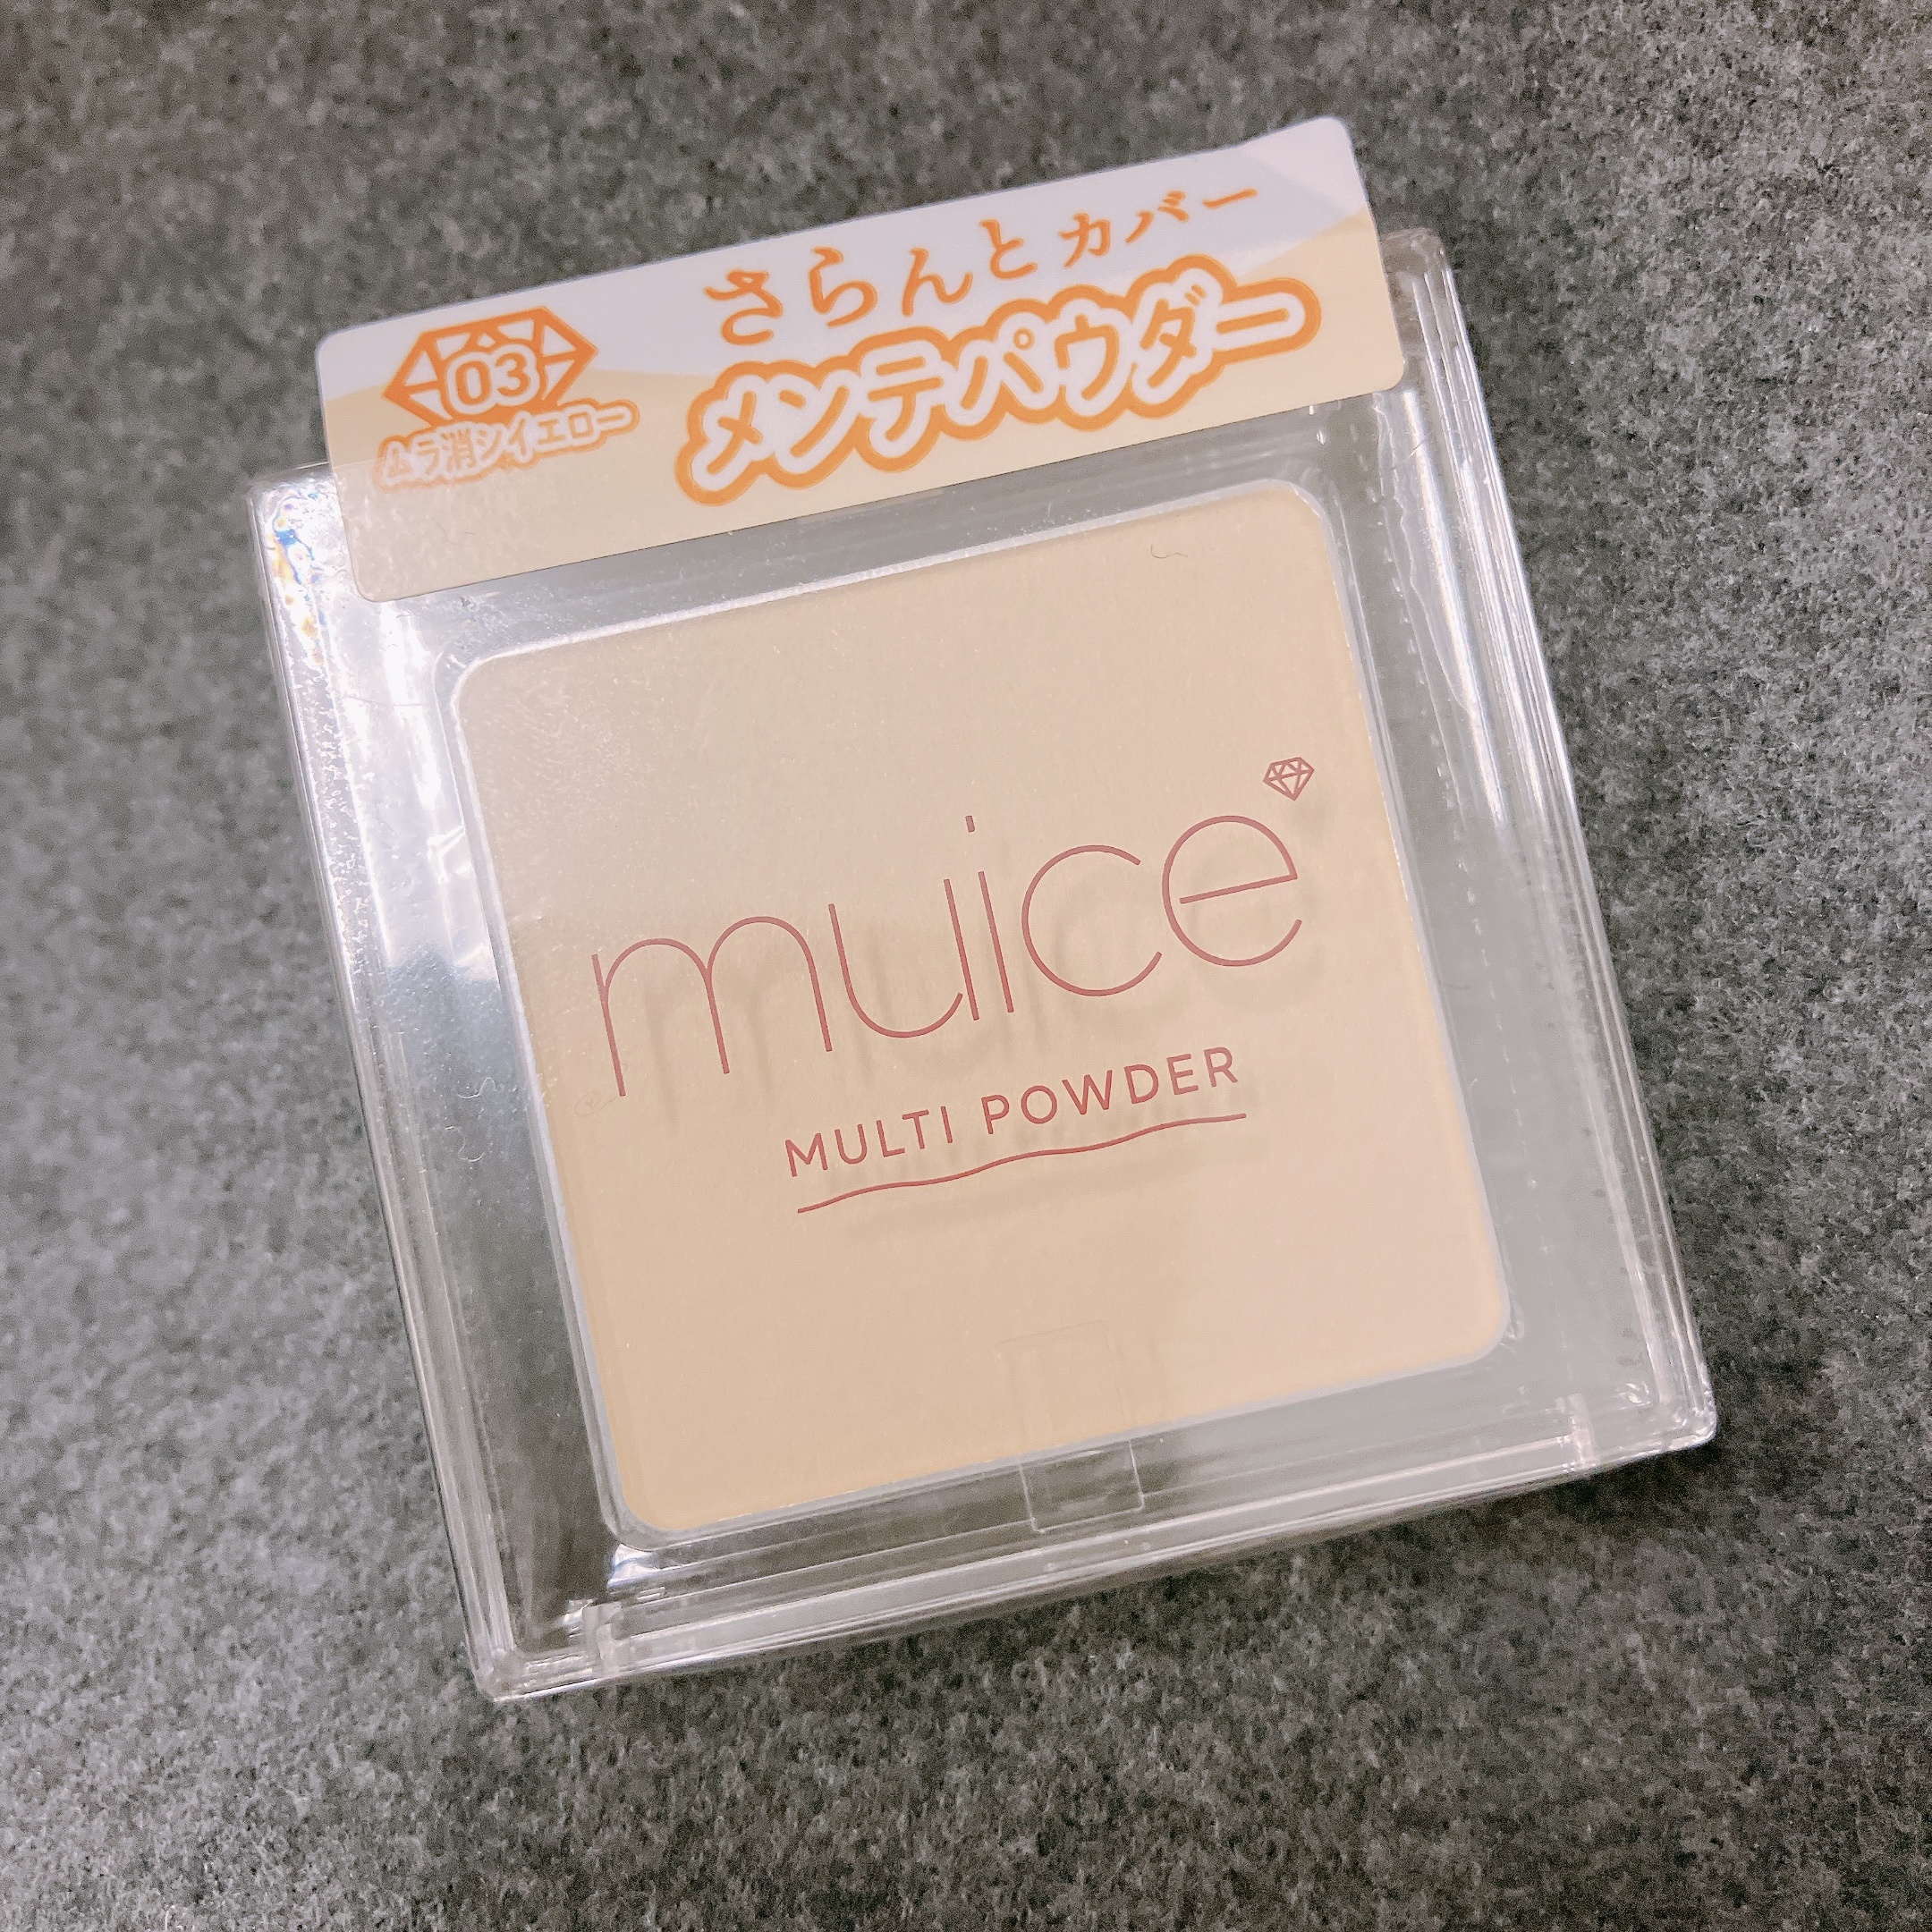 さらんとカバー
メンテパウダー
03
ムラ消シイエロー
muice
MULTI POWDER